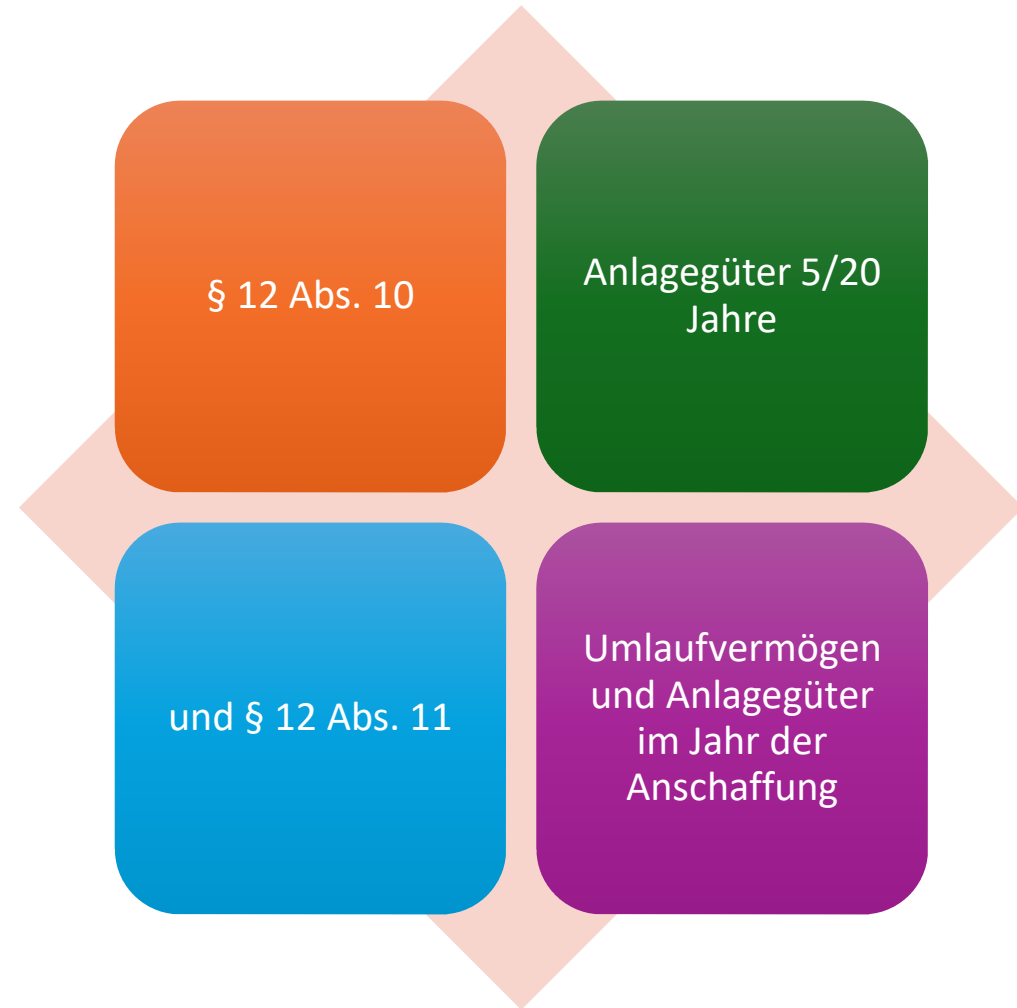 § 12 Abs. 10
Anlagegüter 5/20
Jahre
und § 12 Abs. 11
Umlaufvermögen
und Anlagegüter
im Jahr der
Anschaffung